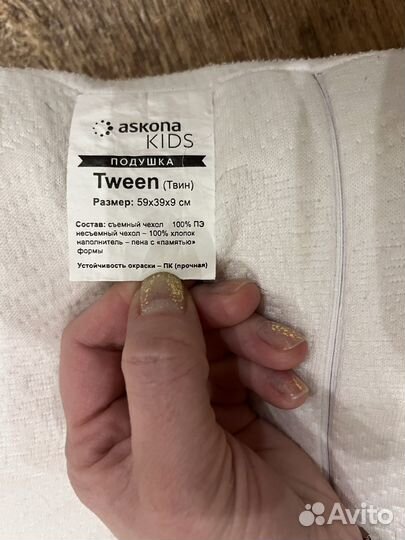 askona
KIDS
ПОДУШКА
Tween (Твин)
Размер: 59х39х9 см
Состав: съемный чехол 100% ПЭ
несъемный чехол – 100% хлопок
наполнитель – пена с «памятью»
формы
Устойчивость окраски – ПК (прочная)
Avito